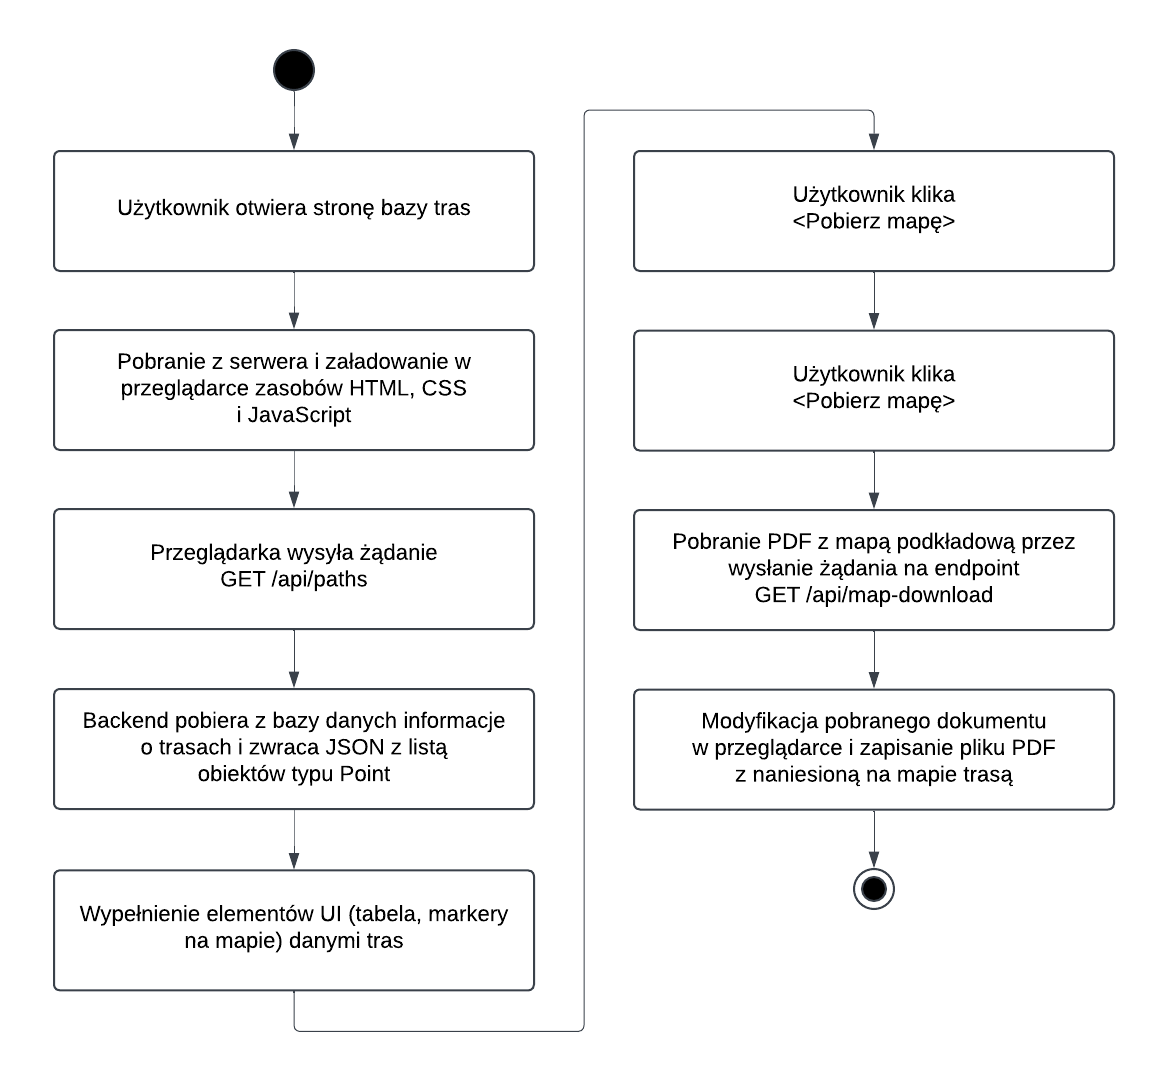 Użytkownik otwiera stronę bazy tras
Pobranie z serwera i załadowanie w
przeglądarce zasobów HTML, CSS
i JavaScript
Przeglądarka wysyła żądanie
GET /api/paths
Backend pobiera z bazy danych informacje
o trasach i zwraca JSON z listą
obiektów typu Point
Wypełnienie elementów UI (tabela, markery
na mapie) danymi tras
Użytkownik klika
<Pobierz mapę>
Użytkownik klika
<Pobierz mapę>
Pobranie PDF z mapą podkładową przez
wysłanie żądania na endpoint
GET /api/map-download
Modyfikacja pobranego dokumentu
w przeglądarce i zapisanie pliku PDF
z naniesioną na mapie trasą